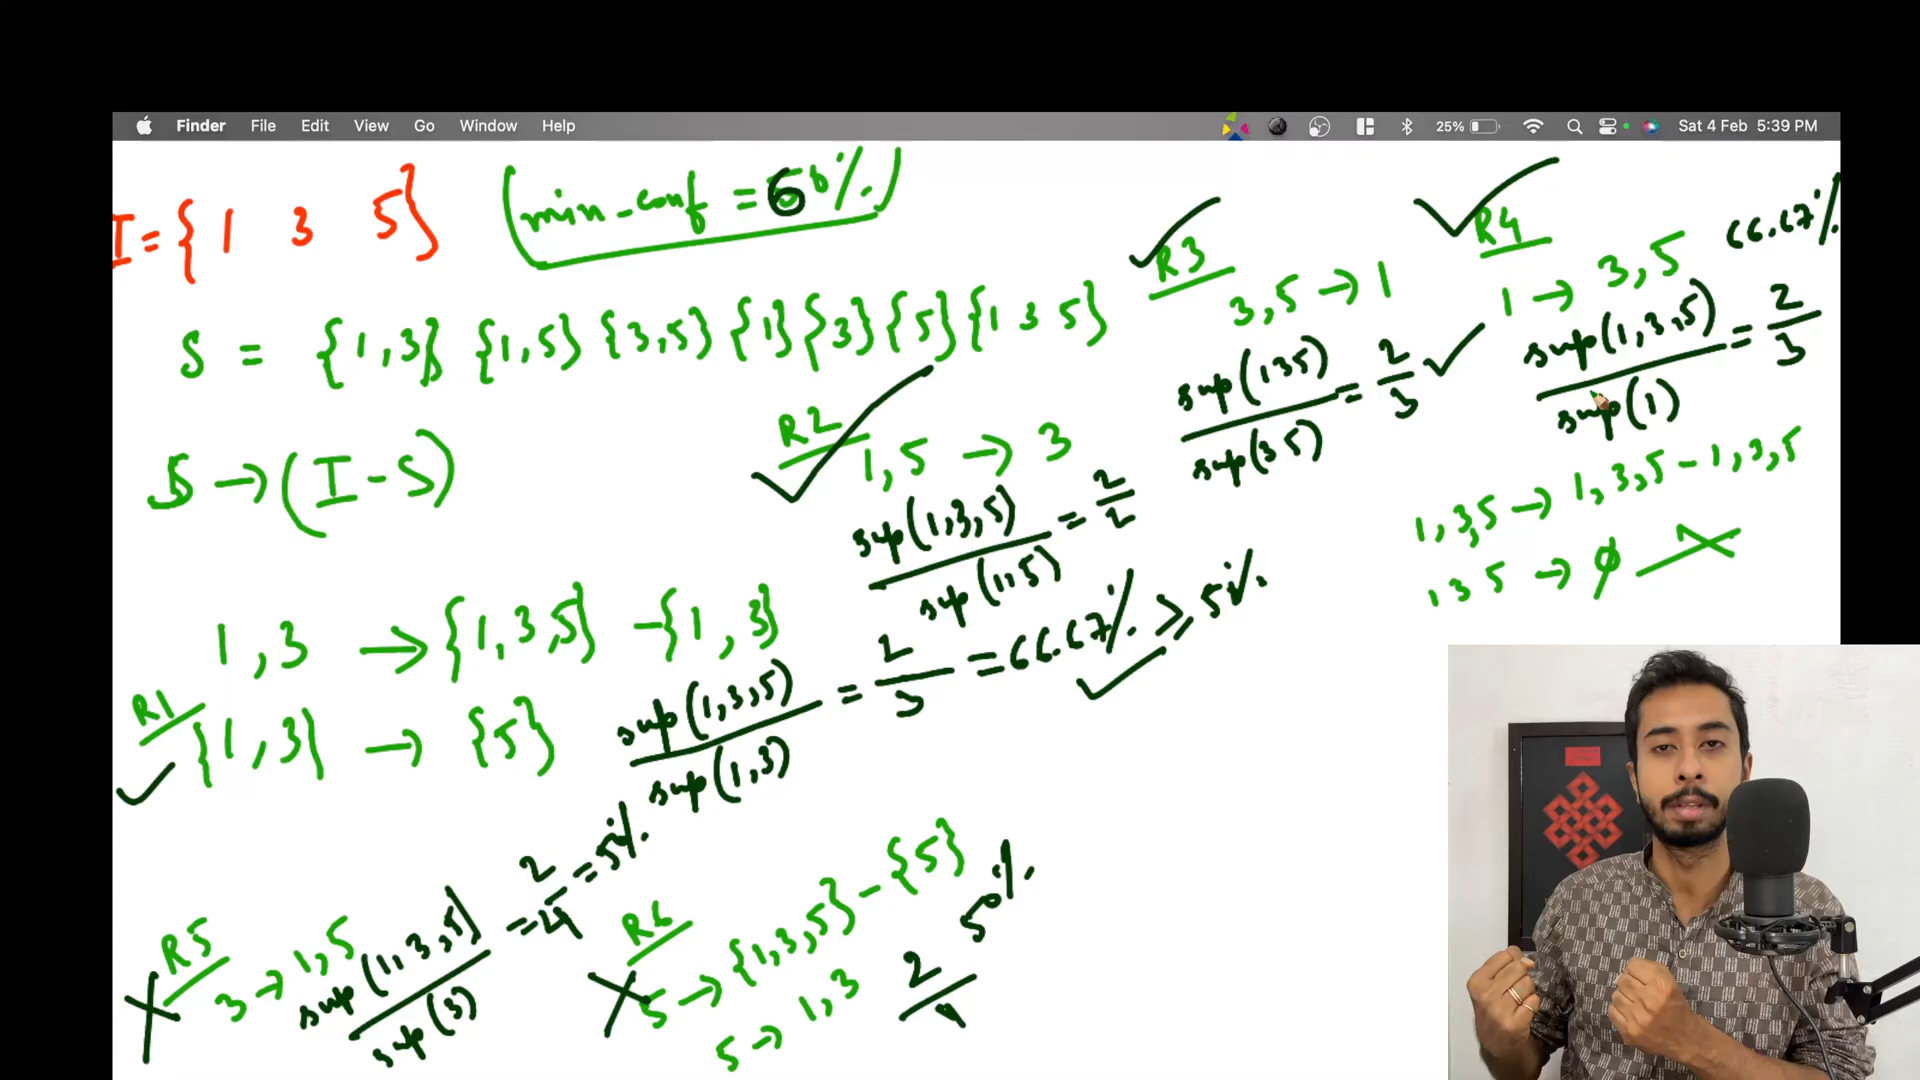 Finder File Edit View Go Window Help 25% Sat 4 Feb 5:39 PM
I = { 1 3 5 } (min-conf = 60%)
S = {1,3} {1,5} {3,5} {1} {3} {5} {1 3 5}
S → (I - S)
1,3 → {1,3,5} - {1,3}
R1
{1,3} → {5}
sup(1,3,5) / sup(1,3) = 2/3 = 66.67% ≥ 5%
R2
1,5 → 3
sup(1,3,5) / sup(1,5) = 2/2
R3
3,5 → 1
sup(135) / sup(35) = 2/3 ✓
R4
66.67%
1 → 3,5
sup(1,3,5) / sup(1) = 2/3
1,3,5 → 1,3,5 - 1,3,5
1 3 5 → ∅
R5
3 → 1,5
sup(1,3,5) / sup(3) = 2/4 = 5%
R6
5 → {1,3,5} - {5}
5 → 1,3
2/4
50%